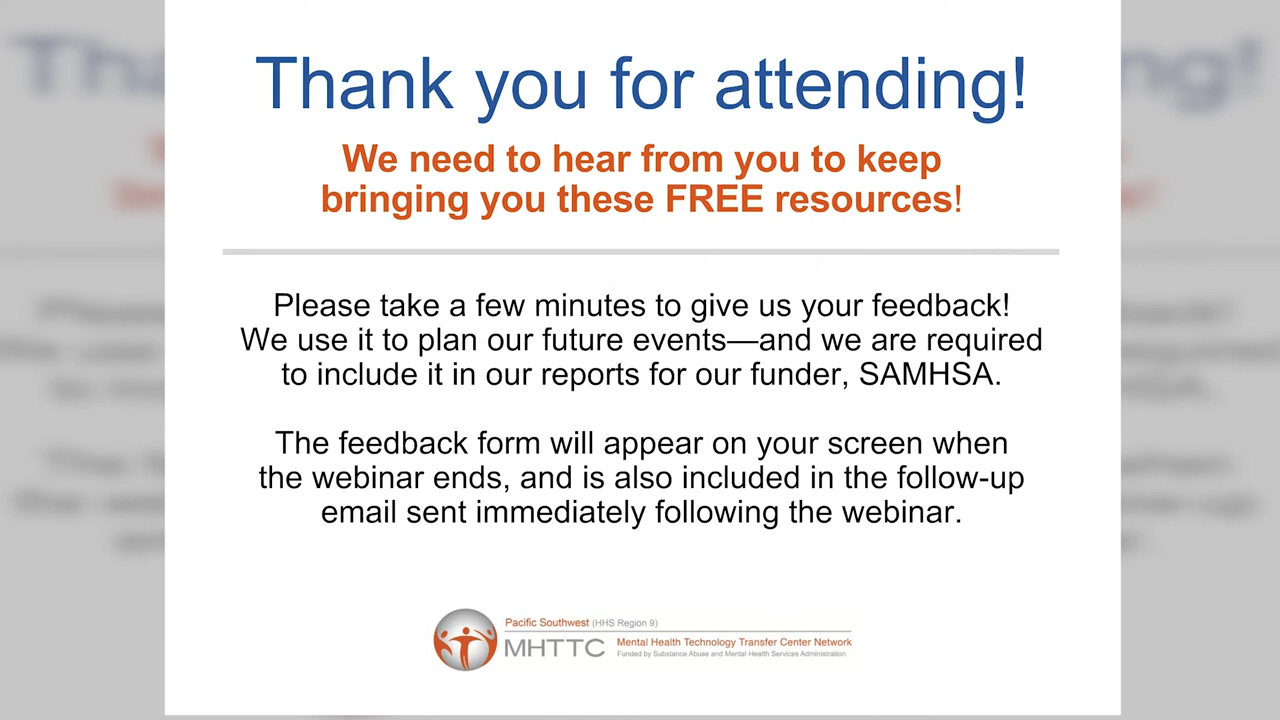 Thank you for attending!
We need to hear from you to keep
bringing you these FREE resources!
Please take a few minutes to give us your feedback!
We use it to plan our future events—and we are required
to include it in our reports for our funder, SAMHSA.
The feedback form will appear on your screen when
the webinar ends, and is also included in the follow-up
email sent immediately following the webinar.
Pacific Southwest (HHS Region 9)
MHTTC
Mental Health Technology Transfer Center Network
Funded by Substance Abuse and Mental Health Services Administration